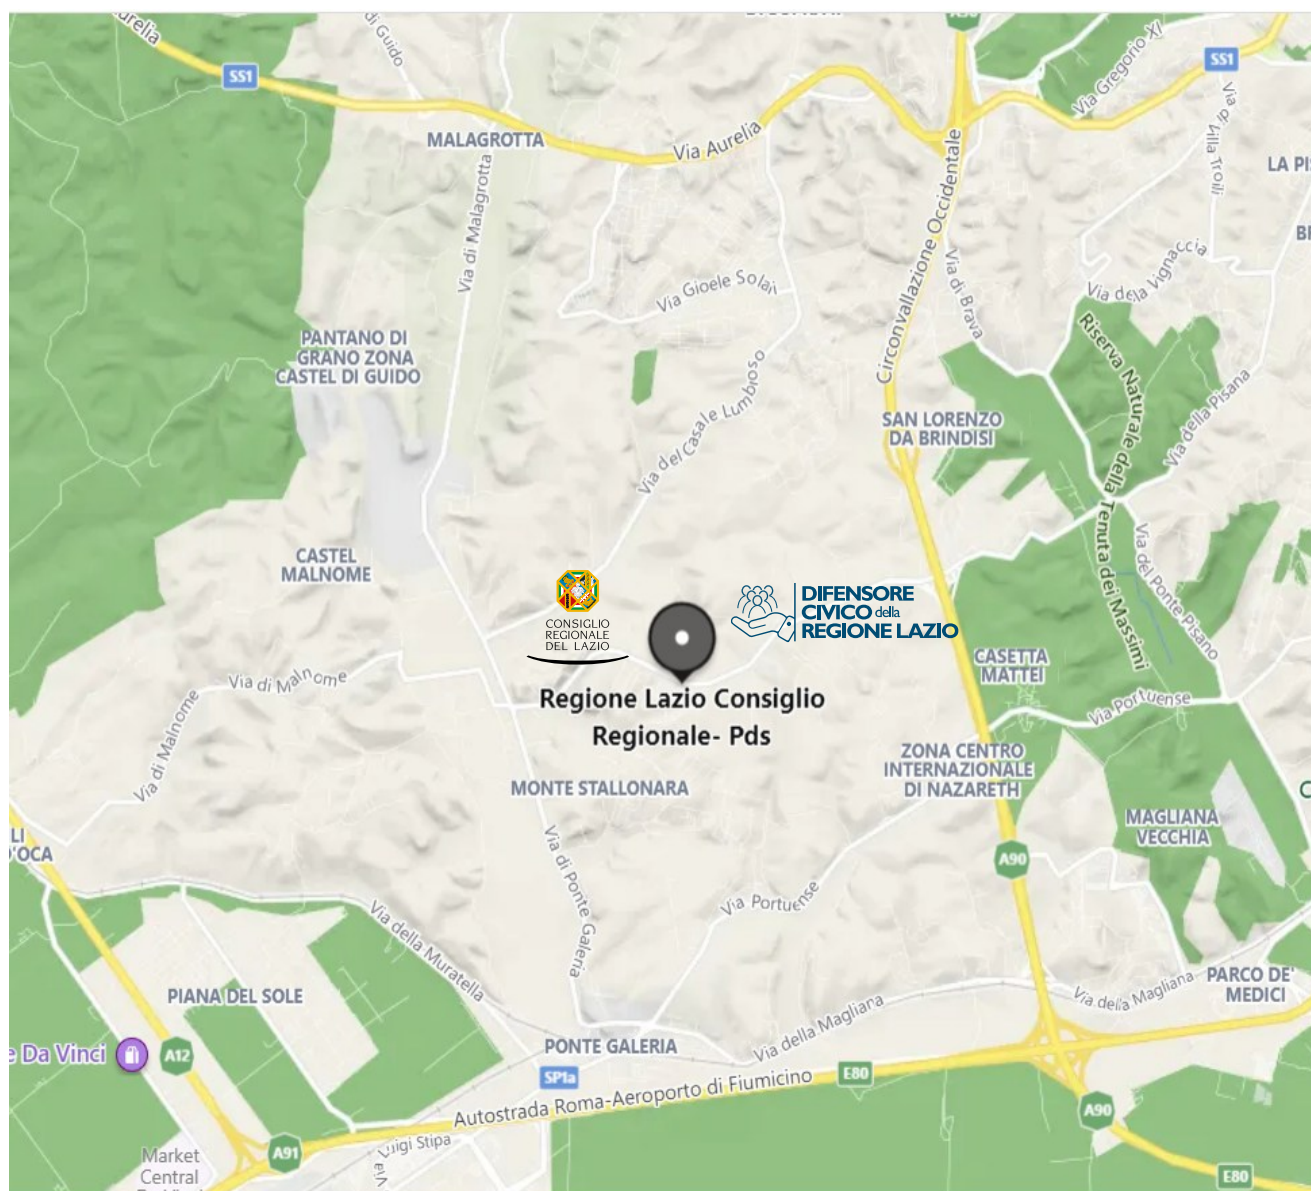 Aurelia
di Guido
SS1
Via Gregorio XI
SS1
MALAGROTTA
Via Aurelia
Via di Villa Troili
LA PI
BI
Via di Malagrotta
Circonvallazione Occidentale
Via di Brava
Via della Vignaccia
Via Gioele Solai
PANTANO DI
GRANO ZONA
CASTEL DI GUIDO
Riserva Naturale della Tenuta dei Massimi
Via del Casale Lumbroso
SAN LORENZO
DA BRINDISI
Via della Pisana
CASTEL
MALNOME
Via del Ponte Pisano
CONSIGLIO
REGIONALE
DEL LAZIO
DIFENSORE
CIVICO della
REGIONE LAZIO
CASETTA
MATTEI
Via di Malnome
Via di Malnome
Regione Lazio Consiglio
Regionale- Pds
Via Portuense
ZONA CENTRO
INTERNAZIONALE
DI NAZARETH
MONTE STALLONARA
MAGLIANA
VECCHIA
LI
'OCA
A90
Via di Ponte Galeria
Via Portuense
Via della Muratella
PIANA DEL SOLE
Via della Magliana
Via della Magliana
PARCO DE'
MEDICI
e Da Vinci
A12
PONTE GALERIA
SP1a
E80
Autostrada Roma-Aeroporto di Fiumicino
A90
A91
Luigi Stipa
Via
Market
Central
E80